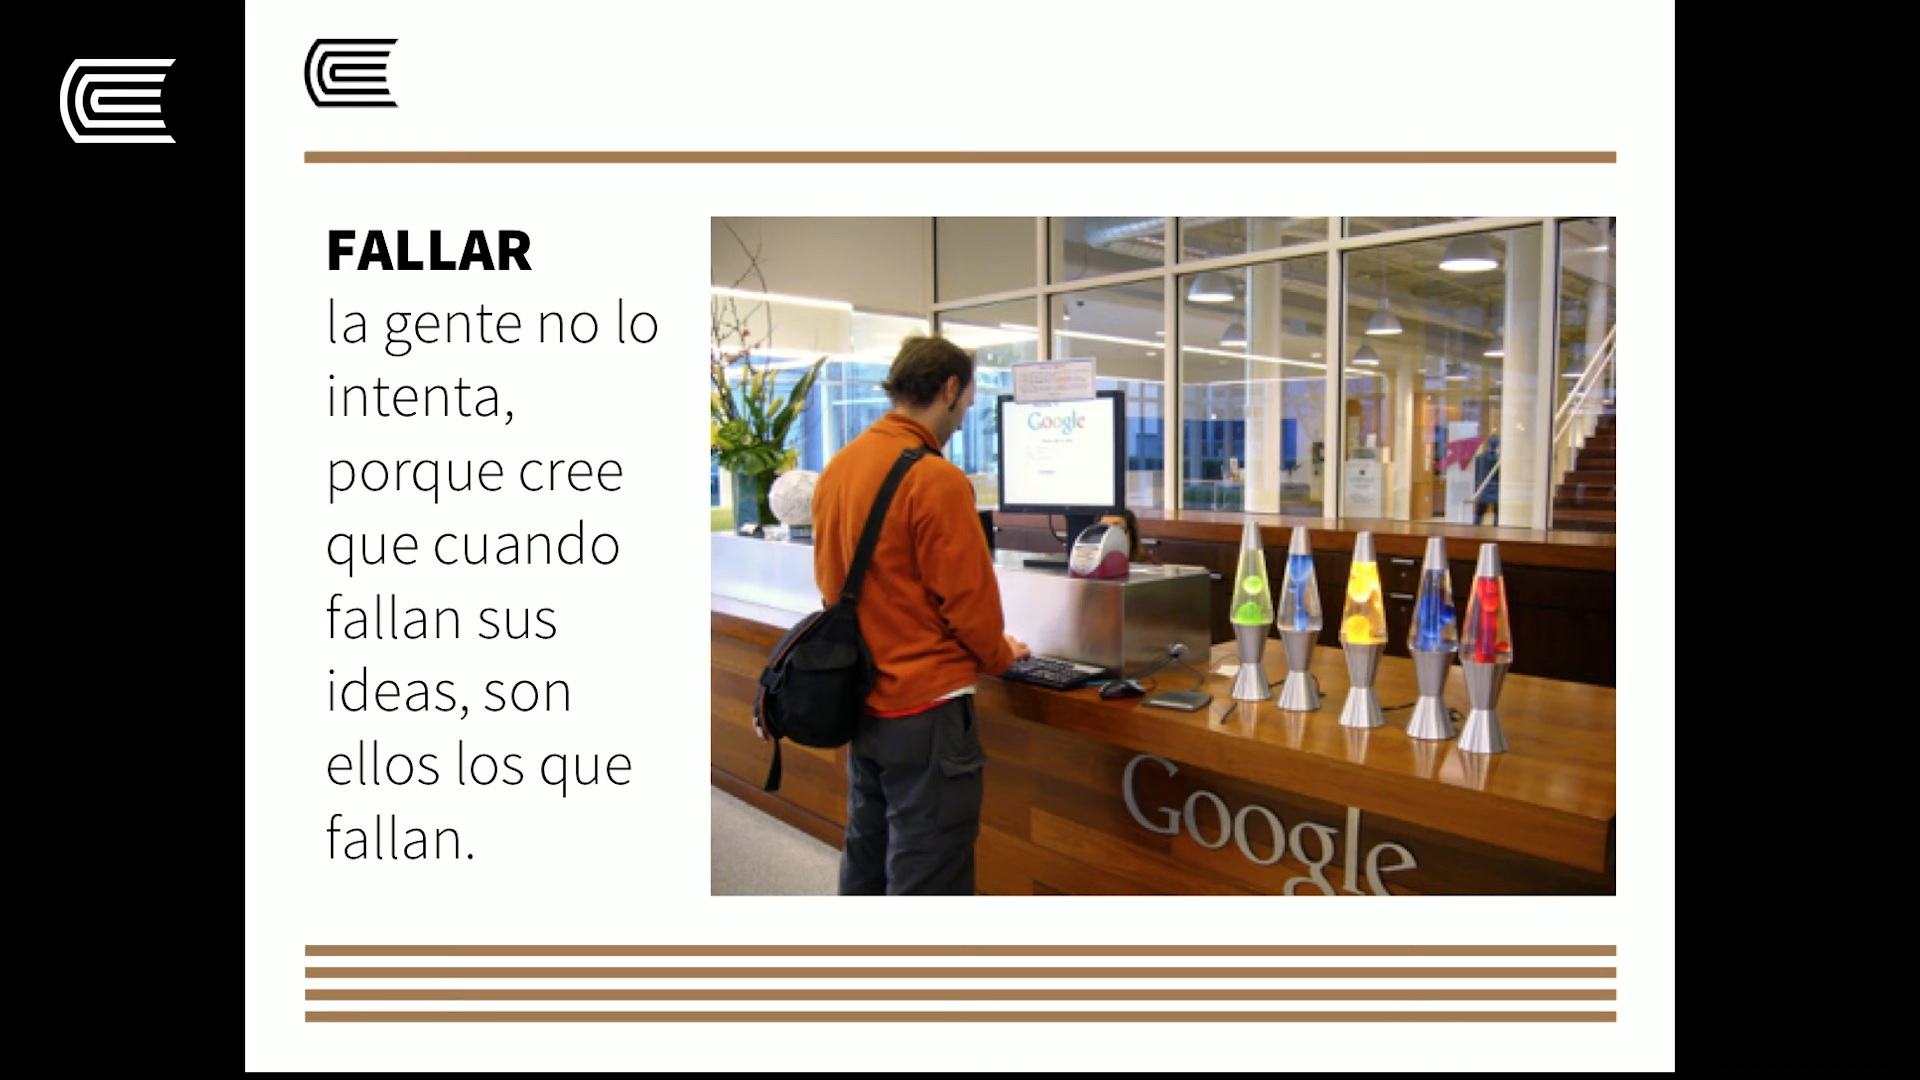 FALLAR
la gente no lo
intenta,
porque cree
que cuando
fallan sus
ideas, son
ellos los que
fallan.
Google
Google